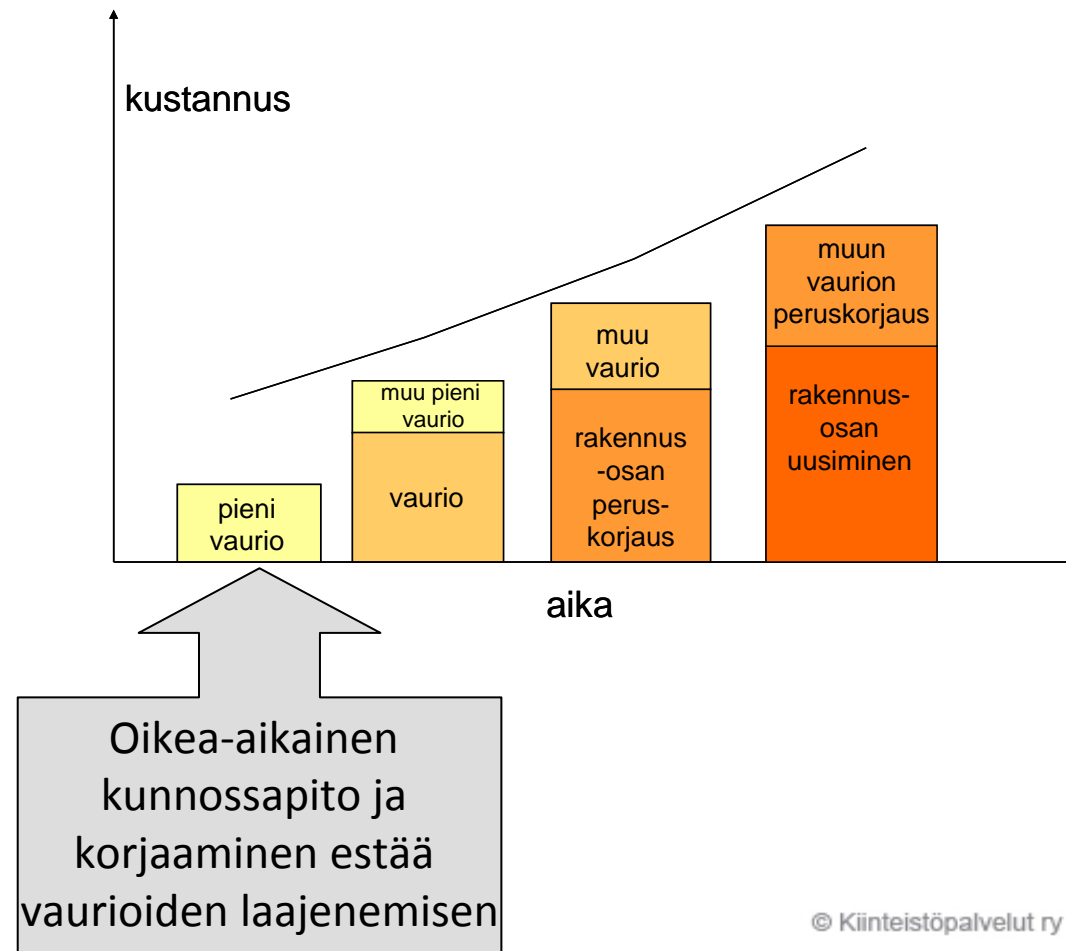 kustannus
pieni
vaurio
muu pieni
vaurio
vaurio
muu
vaurio
rakennus
-osan
perus-
korjaus
muun
vaurion
peruskorjaus
rakennus-
osan
uusiminen
aika
Oikea-aikainen
kunnossapito ja
korjaaminen estää
vaurioiden laajenemisen
© Kiinteistöpalvelut ry